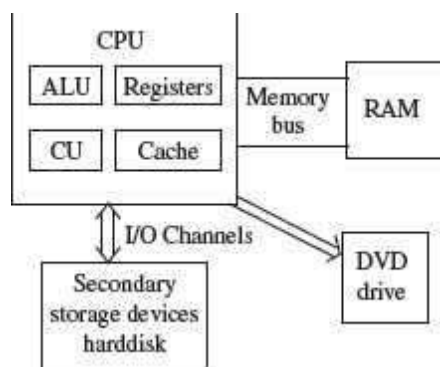 CPU
ALU
Registers
CU
Cache
Memory
bus
RAM
I/O Channels
Secondary
storage devices
harddisk
DVD
drive